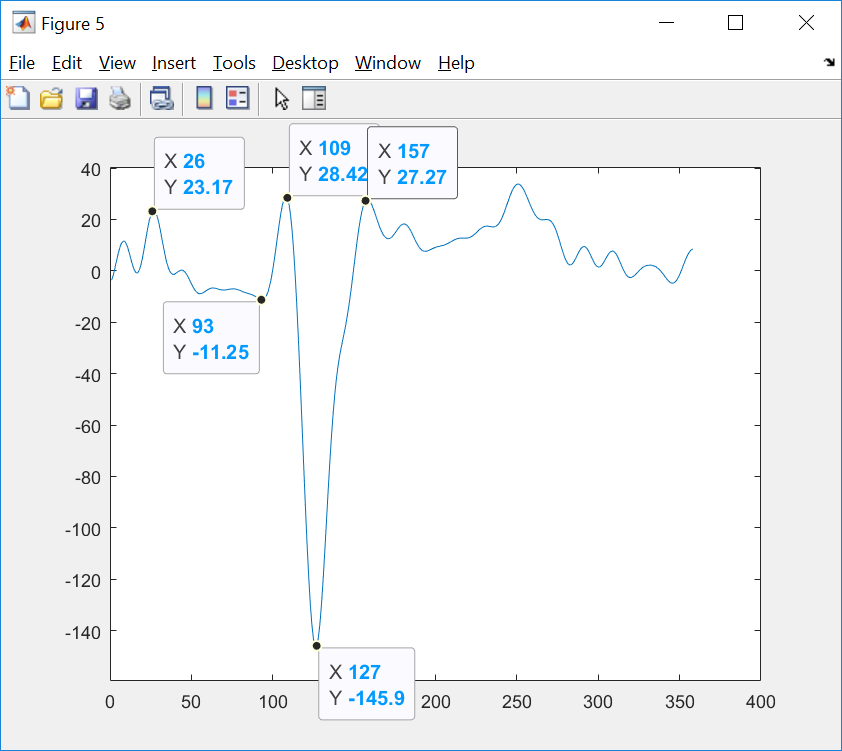 Figure 5
File Edit View Insert Tools Desktop Window Help
X 26
Y 23.17
X 109
Y 28.42
X 157
Y 27.27
X 93
Y -11.25
X 127
Y -145.9
40
20
0
-20
-40
-60
-80
-100
-120
-140
0 50 100 200 250 300 350 400